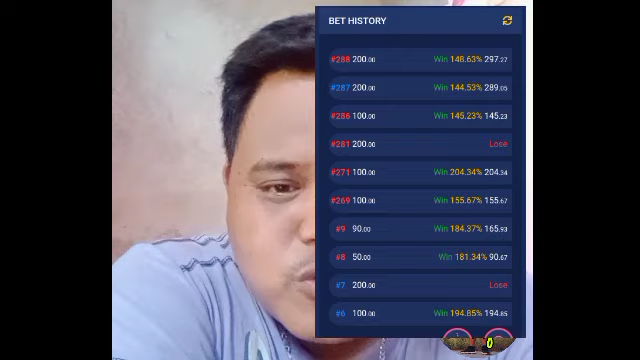 BET HISTORY
#288 200.00 Win 148.63% 297.27
#287 200.00 Win 144.53% 289.05
#286 100.00 Win 145.23% 145.23
#281 200.00 Lose
#271 100.00 Win 204.34% 204.34
#269 100.00 Win 155.67% 155.67
#9 90.00 Win 184.37% 165.93
#8 50.00 Win 181.34% 90.67
#7 200.00 Lose
#6 100.00 Win 194.85% 194.85
0